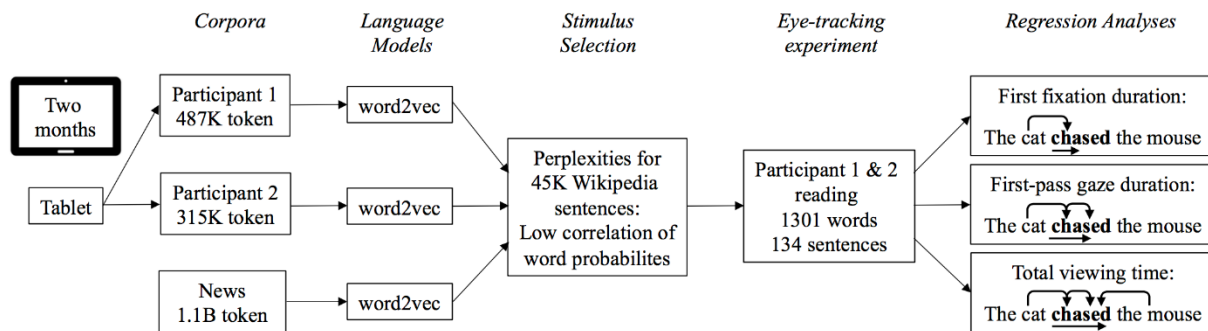 Corpora
Language
Models
Stimulus
Selection
Eye-tracking
experiment
Regression Analyses
Two
months
Tablet
Participant 1
487K token
Participant 2
315K token
News
1.1B token
word2vec
word2vec
word2vec
Perplexities for
45K Wikipedia
sentences:
Low correlation of
word probabilites
Participant 1 & 2
reading
1301 words
134 sentences
First fixation duration:
The cat chased the mouse
First-pass gaze duration:
The cat chased the mouse
Total viewing time:
The cat chased the mouse